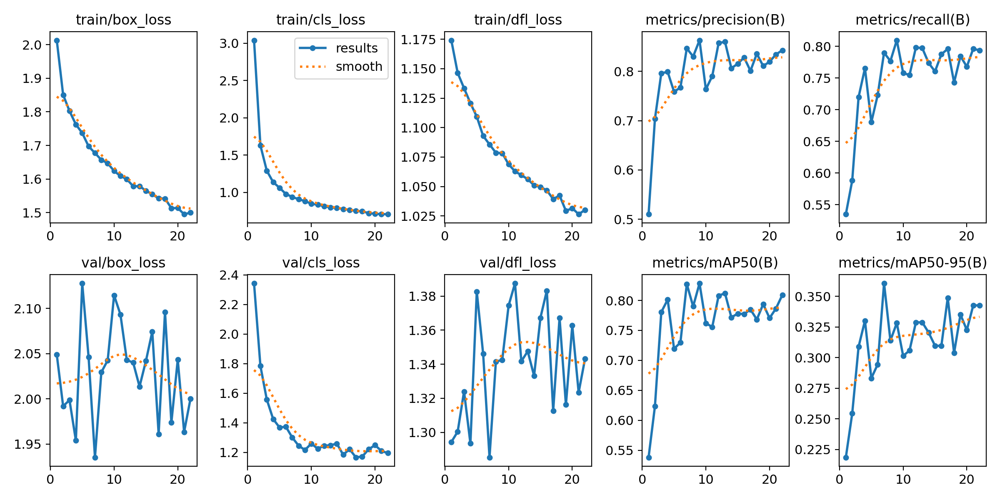 train/box_loss
2.0
1.9
1.8
1.7
1.6
1.5
0 10 20
train/cls_loss
results
smooth
3.0
2.5
2.0
1.5
1.0
0 10 20
train/dfl_loss
1.175
1.150
1.125
1.100
1.075
1.050
1.025
0 10 20
metrics/precision(B)
0.8
0.7
0.6
0.5
0 10 20
metrics/recall(B)
0.80
0.75
0.70
0.65
0.60
0.55
0 10 20
val/box_loss
2.10
2.05
2.00
1.95
0 10 20
val/cls_loss
2.4
2.2
2.0
1.8
1.6
1.4
1.2
0 10 20
val/dfl_loss
1.38
1.36
1.34
1.32
1.30
0 10 20
metrics/mAP50(B)
0.80
0.75
0.70
0.65
0.60
0.55
0 10 20
metrics/mAP50-95(B)
0.350
0.325
0.300
0.275
0.250
0.225
0 10 20